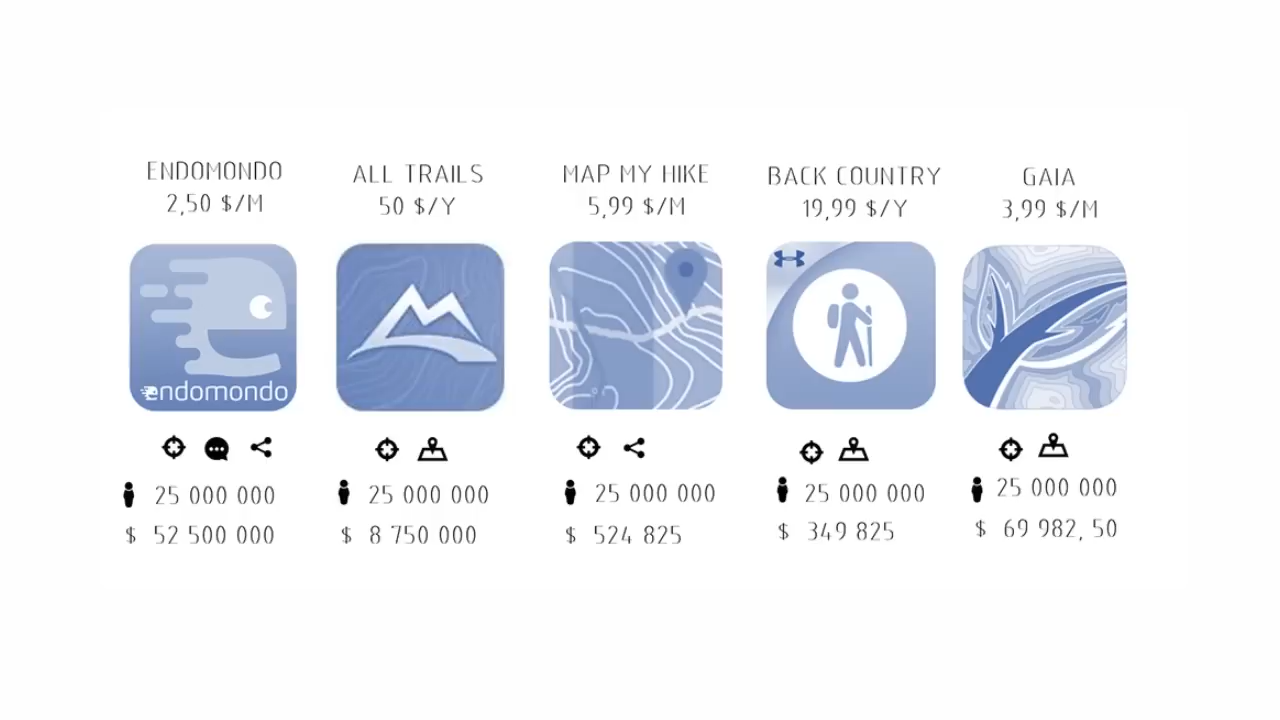 ENDOMONDO
2,50 $/M
ALL TRAILS
50 $/Y
MAP MY HIKE
5,99 $/M
BACK COUNTRY
19,99 $/Y
GAIA
3,99 $/M
endomondo
25 000 000
$ 52 500 000
25 000 000
$ 8 750 000
25 000 000
$ 524 825
25 000 000
$ 349 825
25 000 000
$ 69 982, 50